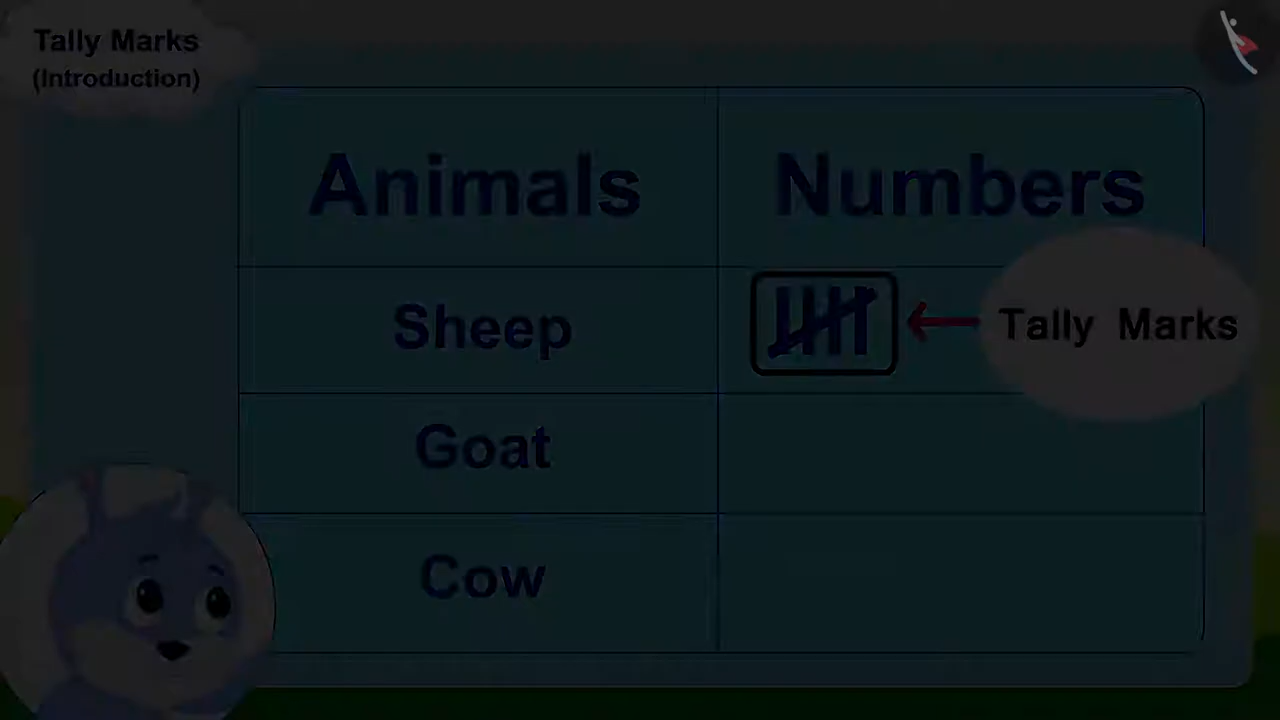 Tally Marks
(Introduction)
Animals Numbers
Sheep
Tally Marks
Goat
Cow